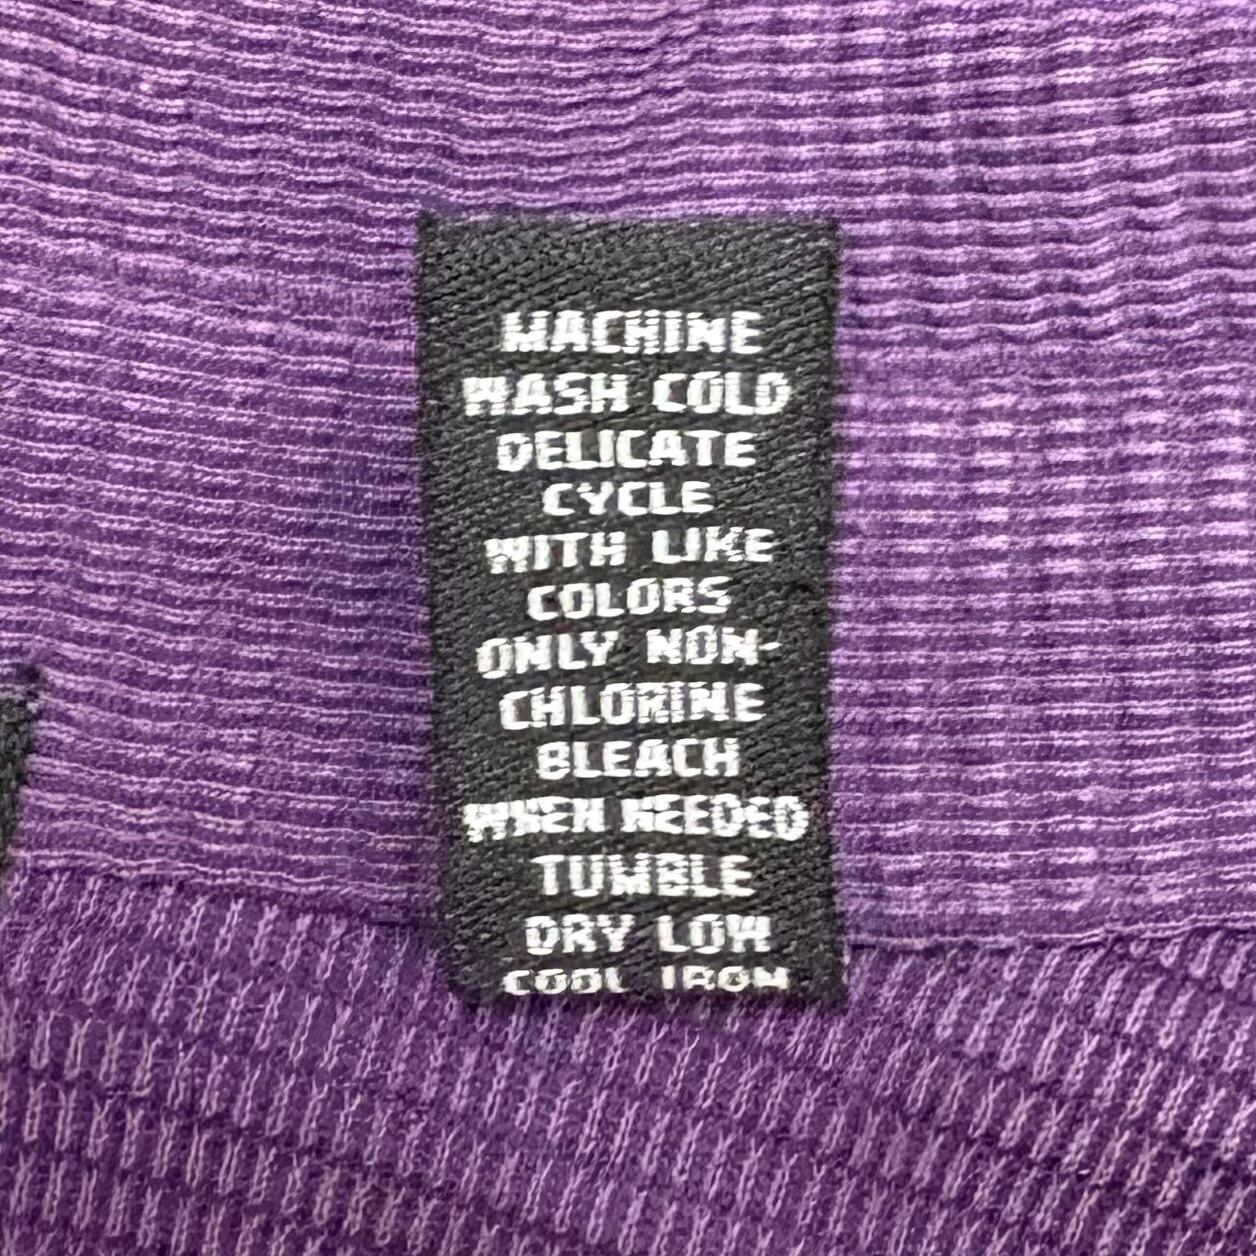 MACHINE
WASH COLD
DELICATE
CYCLE
WITH LIKE
COLORS
ONLY NON-
CHLORINE
BLEACH
WHEN NEEDED
TUMBLE
DRY LOW
COOL IRON